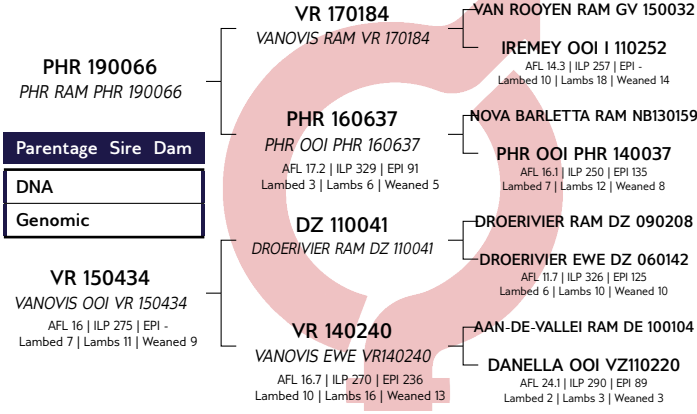 VR 170184
VANOVIS RAM VR 170184
VAN ROOYEN RAM GV 150032
IREMEY OOI I 110252
AFL 14.3 | ILP 257 | EPI -
Lambed 10 | Lambs 18 | Weaned 14
PHR 190066
PHR RAM PHR 190066
PHR 160637
PHR OOI PHR 160637
AFL 17.2 | ILP 329 | EPI 91
Lambed 3 | Lambs 6 | Weaned 5
NOVA BARLETTA RAM NB130159
PHR OOI PHR 140037
AFL 16.1 | ILP 250 | EPI 135
Lambed 7 | Lambs 12 | Weaned 8
Parentage Sire Dam
DNA
Genomic
DZ 110041
DROERIVIER RAM DZ 110041
DROERIVIER RAM DZ 090208
DROERIVIER EWE DZ 060142
AFL 11.7 | ILP 326 | EPI 125
Lambed 6 | Lambs 10 | Weaned 10
VR 150434
VANOVIS OOI VR 150434
AFL 16 | ILP 275 | EPI -
Lambed 7 | Lambs 11 | Weaned 9
VR 140240
VANOVIS EWE VR140240
AFL 16.7 | ILP 270 | EPI 236
Lambed 10 | Lambs 16 | Weaned 13
AAN-DE-VALLEI RAM DE 100104
DANELLA OOI VZ110220
AFL 24.1 | ILP 290 | EPI 89
Lambed 2 | Lambs 3 | Weaned 3